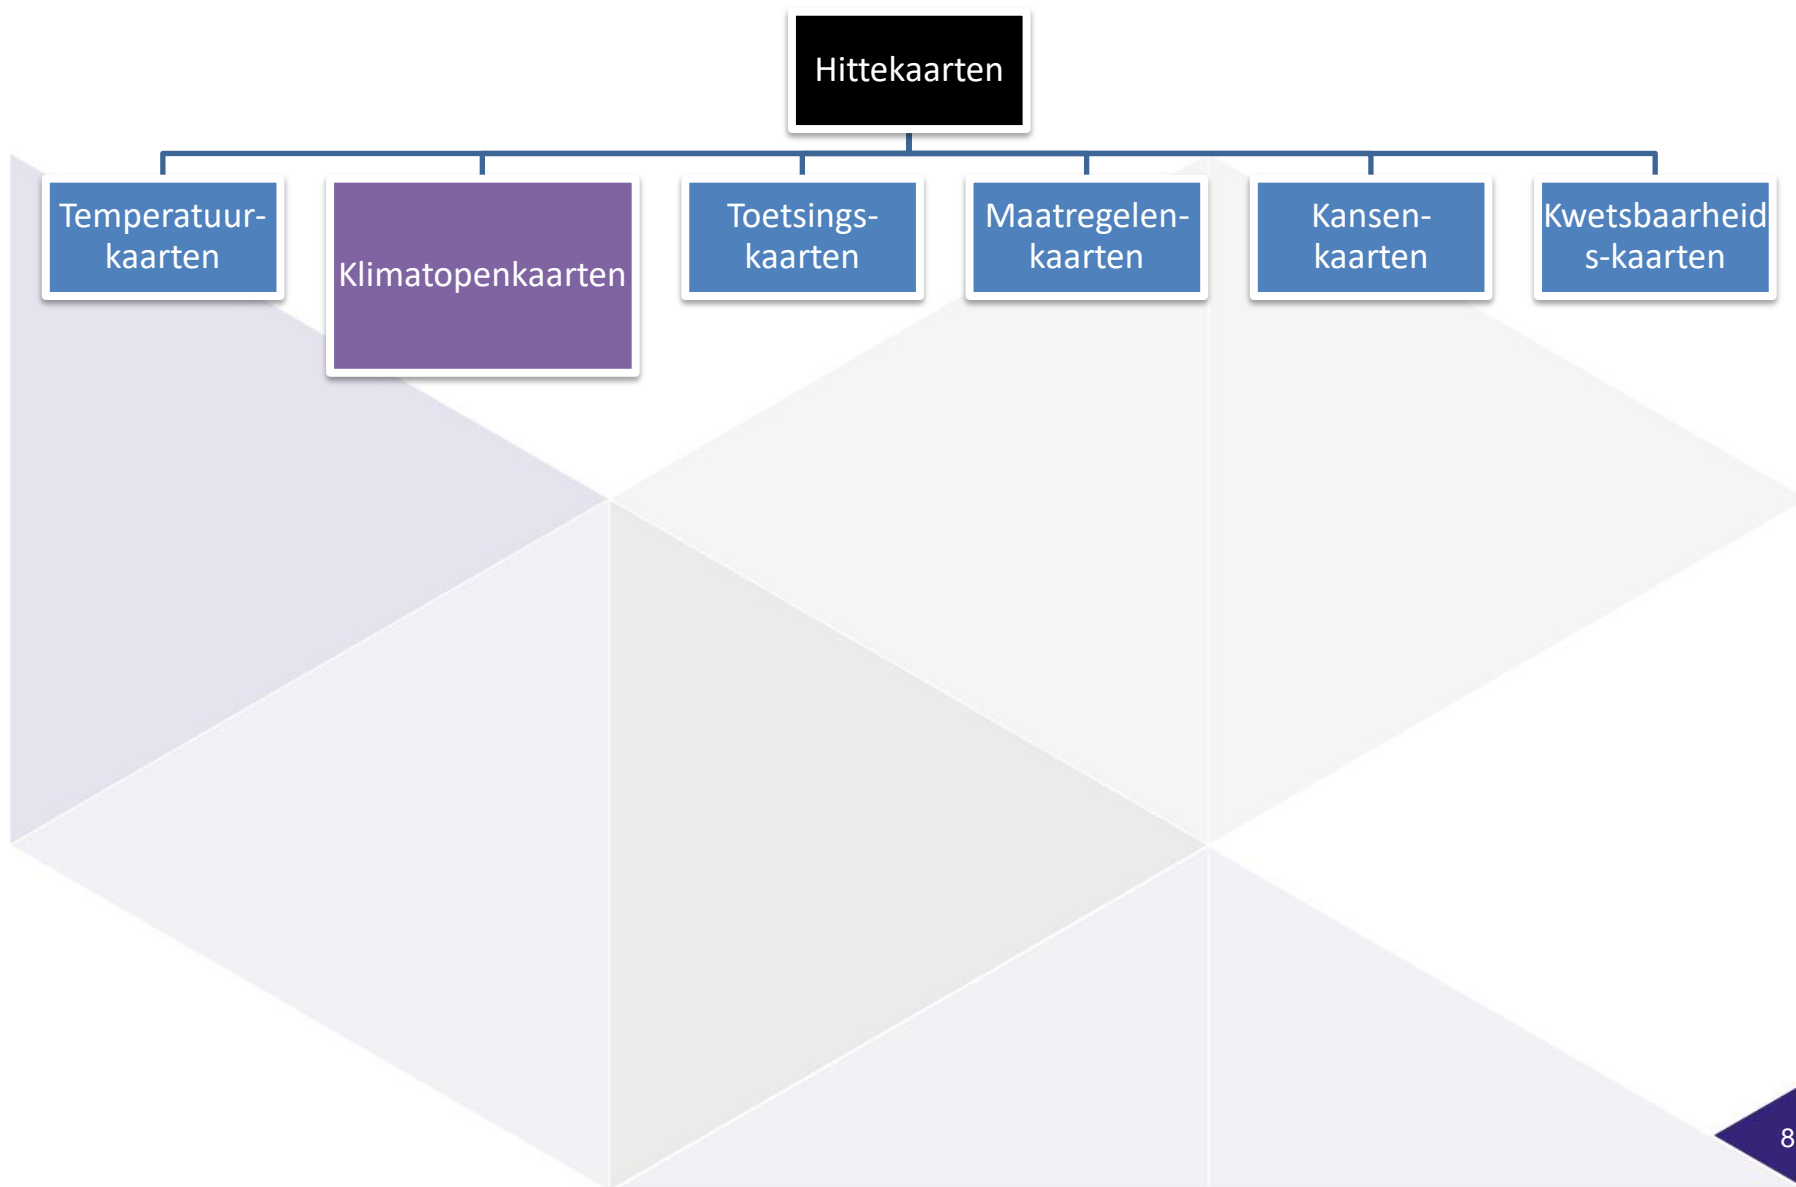 Hittekaarten
Temperatuur-
kaarten
Klimatopenkaarten
Toetsings-
kaarten
Maatregelen-
kaarten
Kansen-
kaarten
Kwetsbaarheid
s-kaarten
8